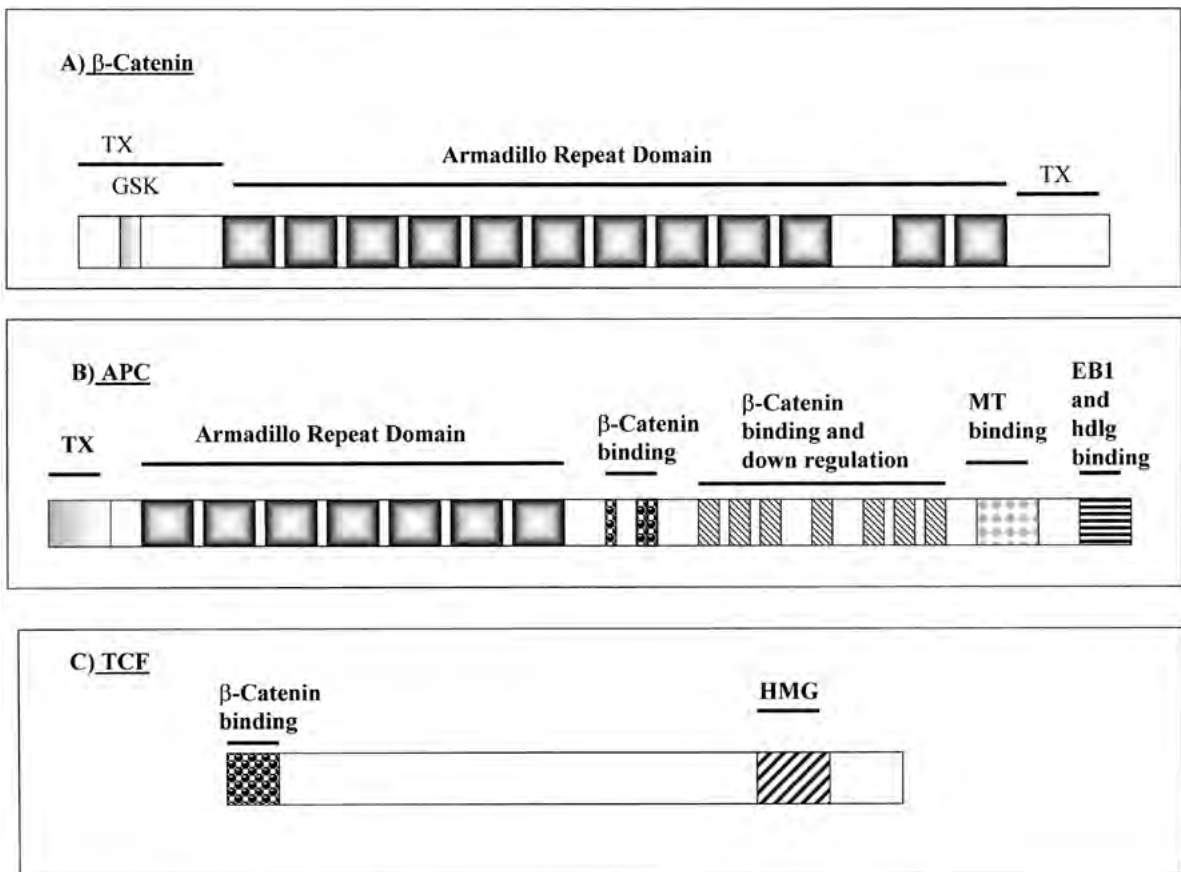 A) β-Catenin
TX
Armadillo Repeat Domain
TX
GSK
B) APC
TX
Armadillo Repeat Domain
β-Catenin
binding
β-Catenin
binding and
down regulation
MT
binding
EB1
and
hdlg
binding
C) TCF
β-Catenin
binding
HMG